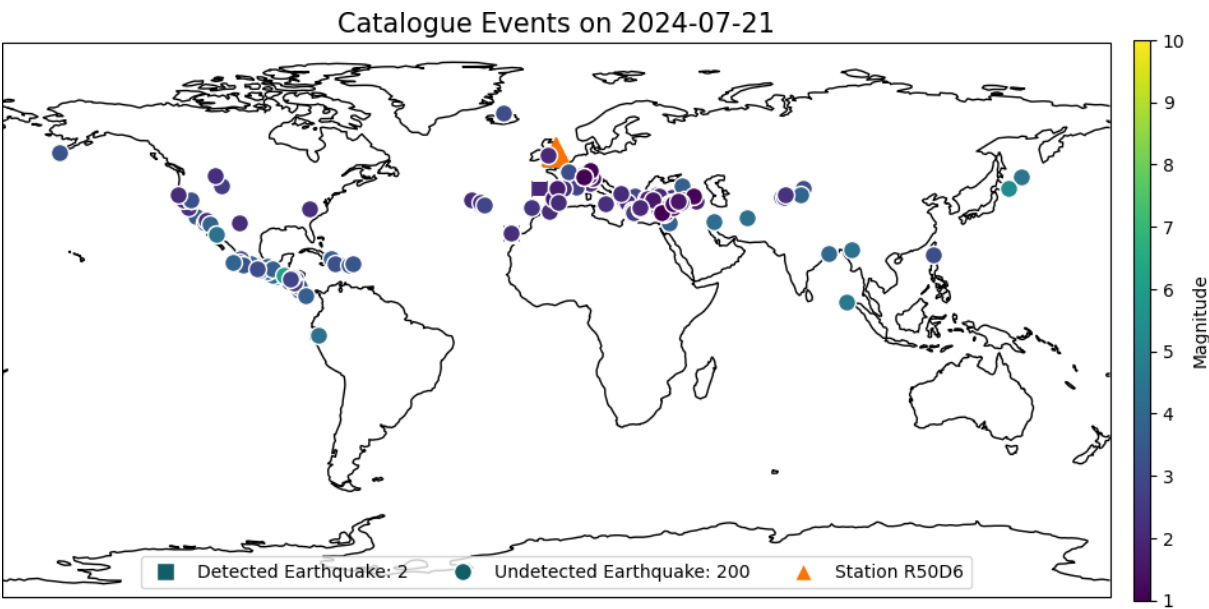 Catalogue Events on 2024-07-21
10
9
8
7
6
5
4
3
2
1
Magnitude
Detected Earthquake: 2
Undetected Earthquake: 200
Station R50D6